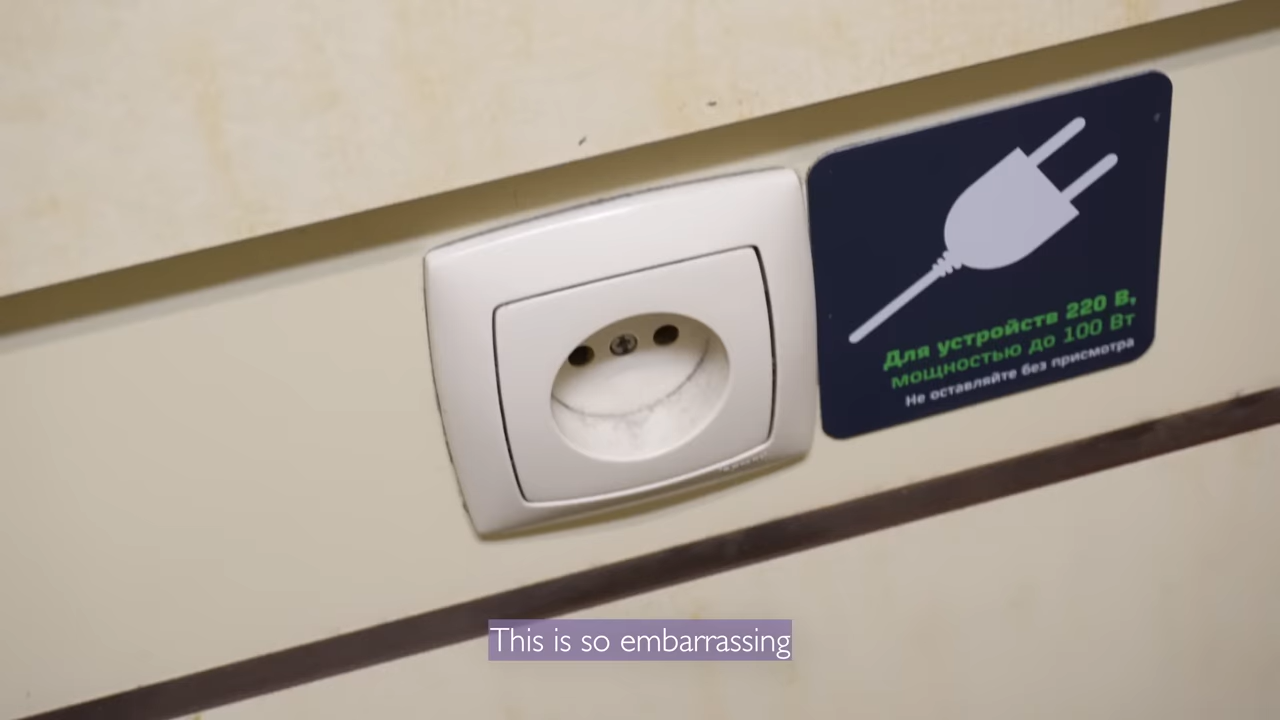 Для устройств 220 В,
мощностью до 100 Вт
Не оставляйте без присмотра
This is so embarrassing